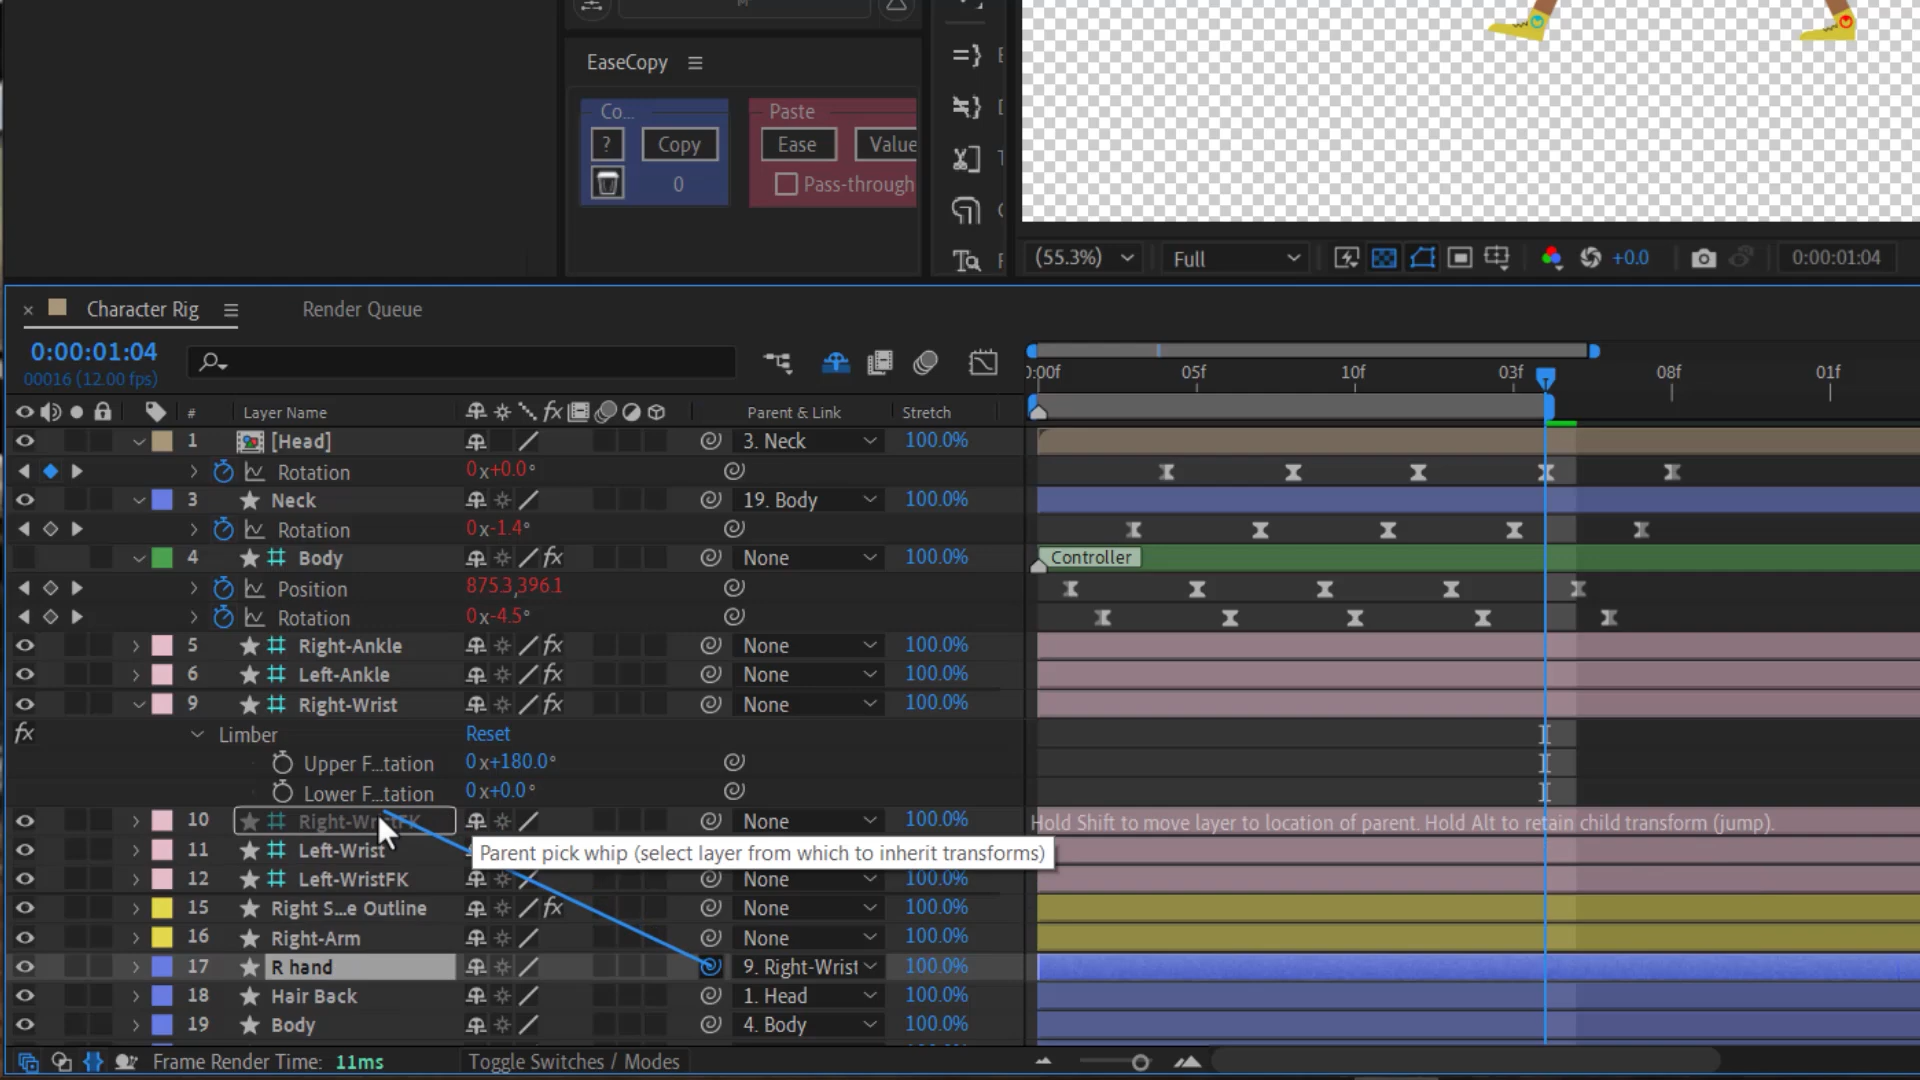 EaseCopy
Co...
Paste
?
Copy
Ease
Value
0
Pass-through
(55.3%)
Full
+0.0
0:00:01:04
Character Rig
Render Queue
0:00:01:04
00016 (12.00 fps)
0:00f 05f 10f 03f 08f 01f
# Layer Name fx Parent & Link Stretch
1 [Head] 3. Neck 100.0%
Rotation 0x+0.0°
3 Neck 19. Body 100.0%
Rotation 0x-1.4°
4 Body fx None 100.0% Controller
Position 875.3,396.1
Rotation 0x-4.5°
5 Right-Ankle fx None 100.0%
6 Left-Ankle fx None 100.0%
9 Right-Wrist fx None 100.0%
fx Limber Reset
Upper F...tation 0x+180.0°
Lower F...tation 0x+0.0°
10 Right-WristFK None 100.0% Hold Shift to move layer to location of parent. Hold Alt to retain child transform (jump).
11 Left-Wrist Parent pick whip (select layer from which to inherit transforms)
12 Left-WristFK None 100.0%
15 Right S...e Outline fx None 100.0%
16 Right-Arm None 100.0%
17 R hand 9. Right-Wrist 100.0%
18 Hair Back 1. Head 100.0%
19 Body 4. Body 100.0%
Frame Render Time: 11ms Toggle Switches / Modes